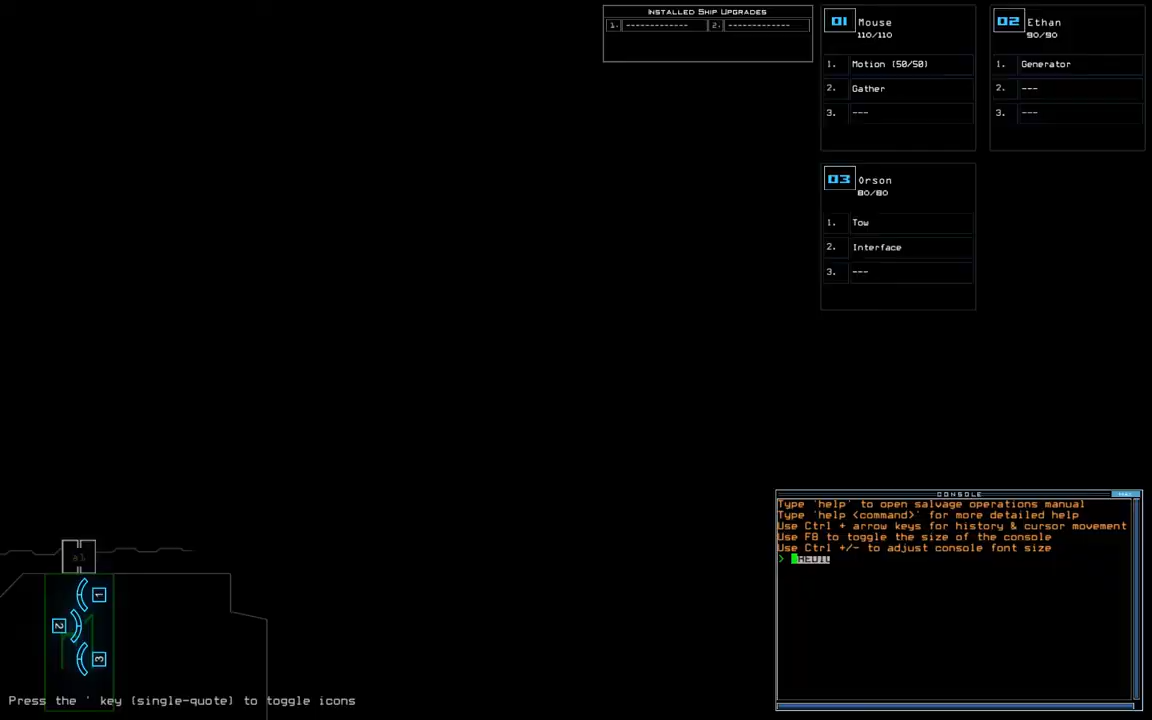 INSTALLED SHIP UPGRADES
1. ------------- 2. -------------
01 Mouse
110/110
1. Motion (50/50)
2. Gather
3. ---
02 Ethan
90/90
1. Generator
2. ---
3. ---
03 Orson
80/80
1. Tow
2. Interface
3. ---
CONSOLE
Type 'help' to open salvage operations manual
Type 'help <command>' for more detailed help
Use Ctrl + arrow keys for history & cursor movement
Use F8 to toggle the size of the console
Use Ctrl +/- to adjust console font size
>
a1
1
2
3
Press the ' key (single-quote) to toggle icons